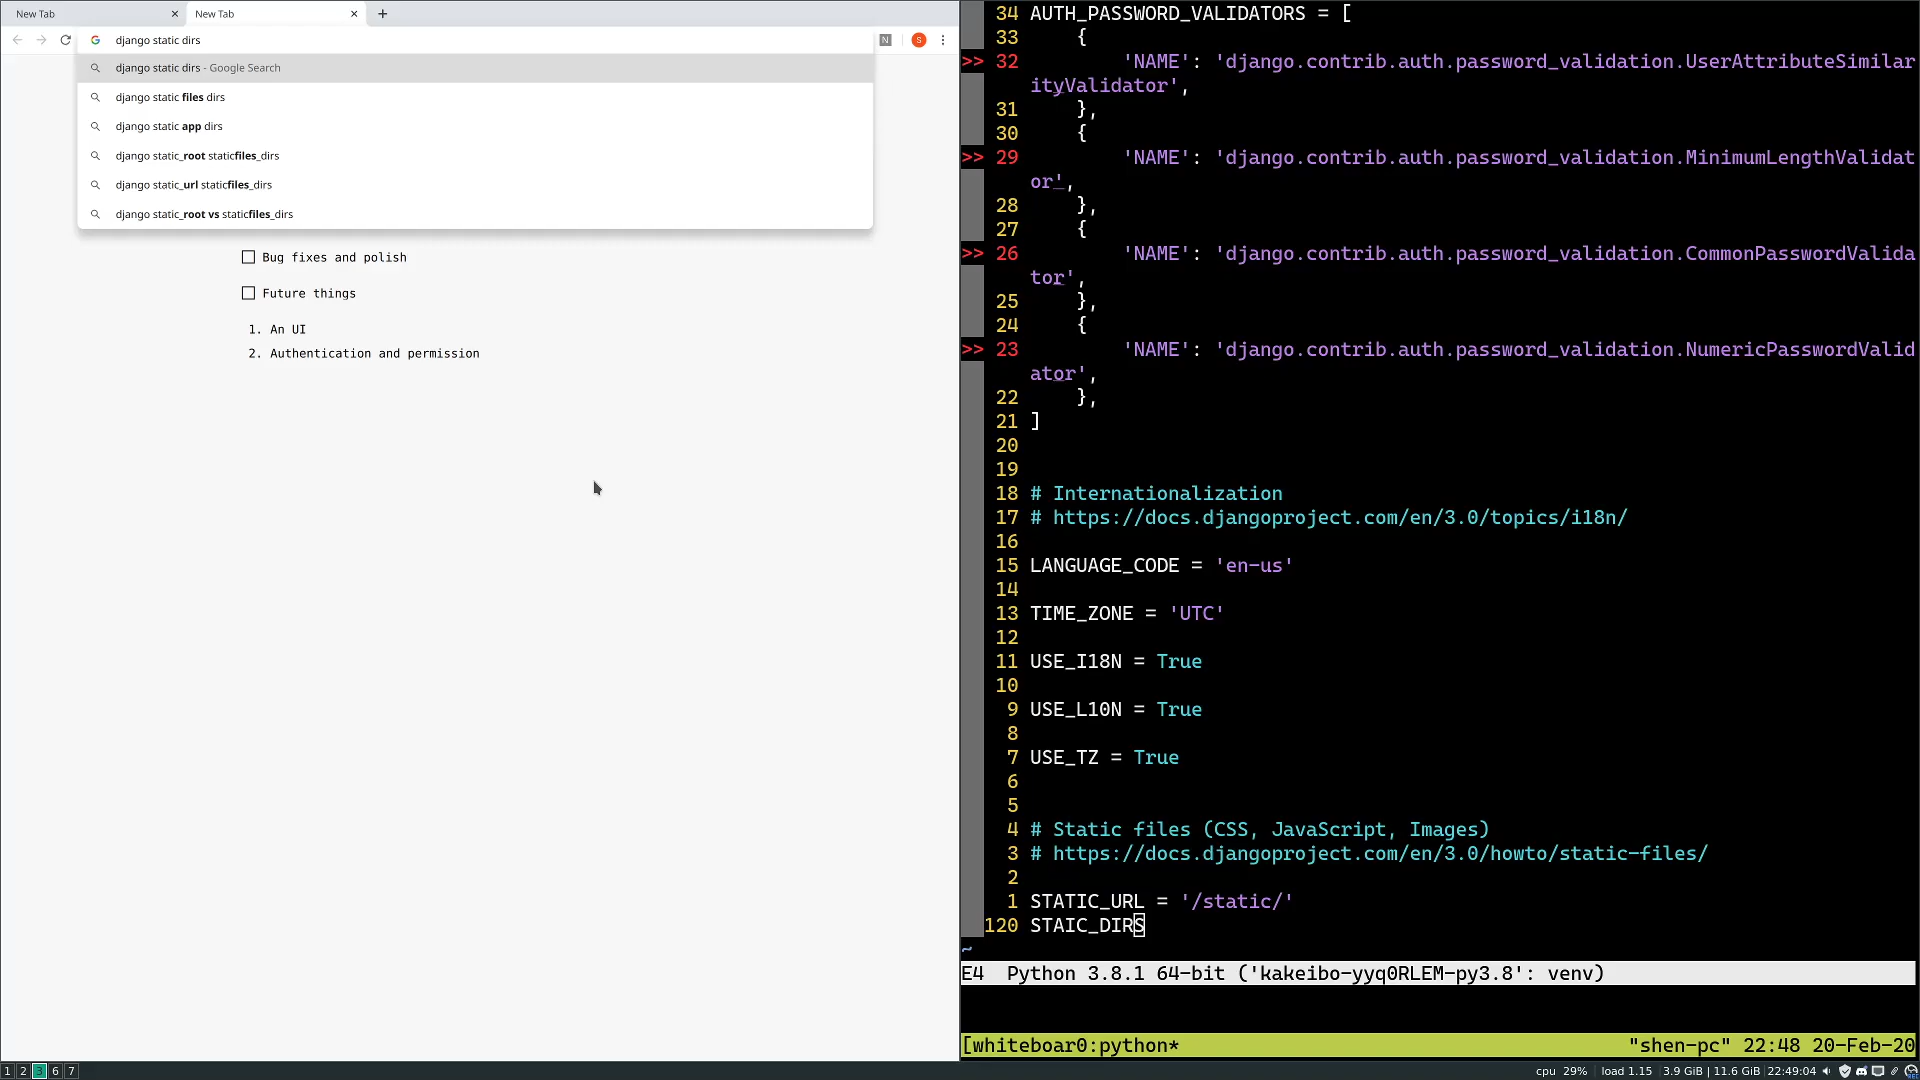 New Tab
New Tab
django static dirs
N
S
django static dirs - Google Search
django static files dirs
django static app dirs
django static_root staticfiles_dirs
django static_url staticfiles_dirs
django static_root vs staticfiles_dirs
Bug fixes and polish
Future things
1. An UI
2. Authentication and permission
34 AUTH_PASSWORD_VALIDATORS = [
33 {
>> 32 'NAME': 'django.contrib.auth.password_validation.UserAttributeSimilar
ityValidator',
31 },
30 {
>> 29 'NAME': 'django.contrib.auth.password_validation.MinimumLengthValidat
or',
28 },
27 {
>> 26 'NAME': 'django.contrib.auth.password_validation.CommonPasswordValida
tor',
25 },
24 {
>> 23 'NAME': 'django.contrib.auth.password_validation.NumericPasswordValid
ator',
22 },
21 ]
20
19
18 # Internationalization
17 # https://docs.djangoproject.com/en/3.0/topics/i18n/
16
15 LANGUAGE_CODE = 'en-us'
14
13 TIME_ZONE = 'UTC'
12
11 USE_I18N = True
10
9 USE_L10N = True
8
7 USE_TZ = True
6
5
4 # Static files (CSS, JavaScript, Images)
3 # https://docs.djangoproject.com/en/3.0/howto/static-files/
2
1 STATIC_URL = '/static/'
120 STAIC_DIRS
~
E4 Python 3.8.1 64-bit ('kakeibo-yyq0RLEM-py3.8': venv)
[whiteboar0:python* "shen-pc" 22:48 20-Feb-20
1 2 3 6 7 cpu 29% load 1.15 3.9 GiB | 11.6 GiB 22:49:04